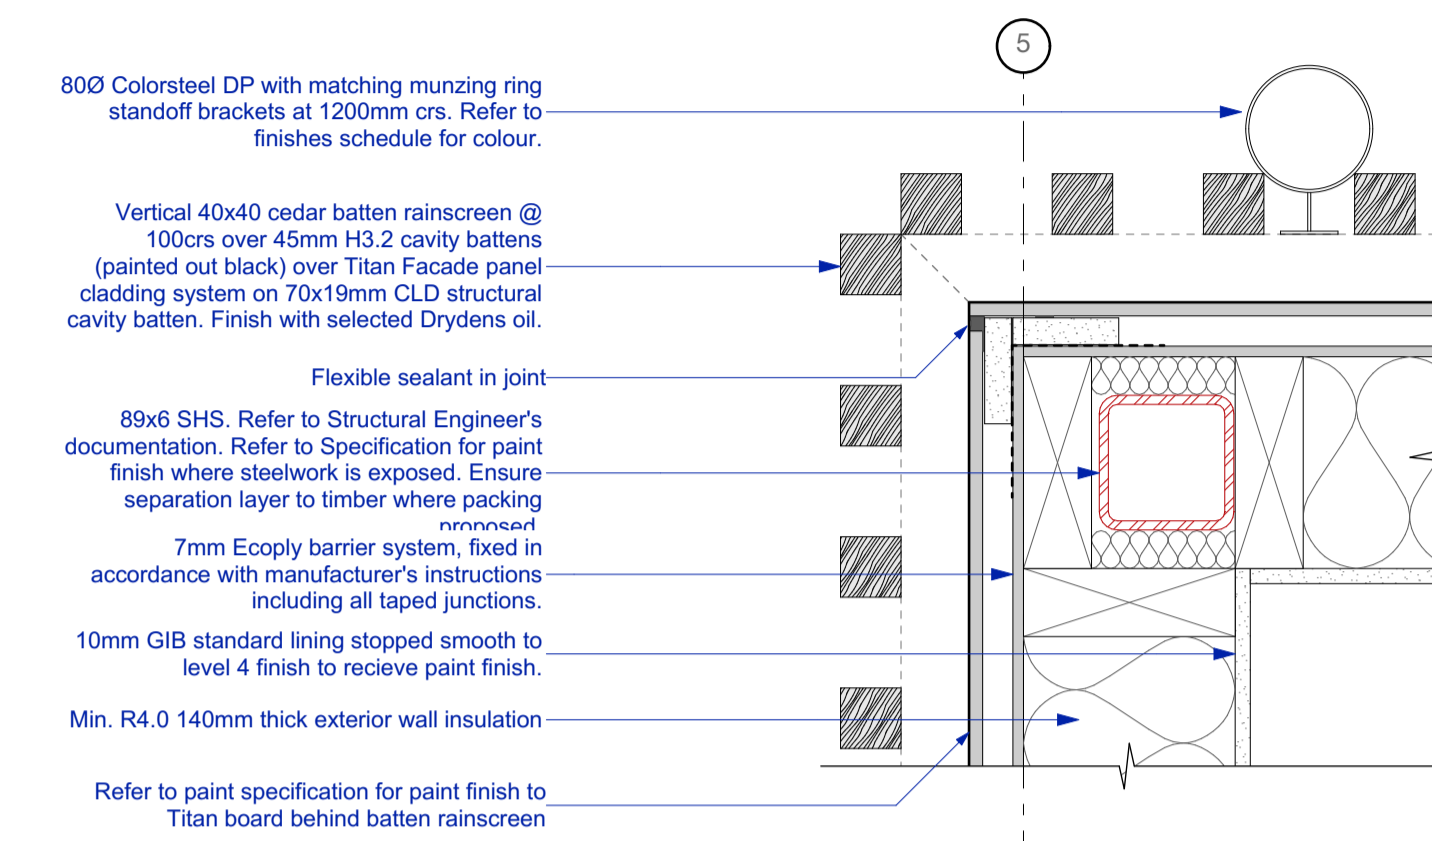 5
80Ø Colorsteel DP with matching munzing ring
standoff brackets at 1200mm crs. Refer to
finishes schedule for colour.
Vertical 40x40 cedar batten rainscreen @
100crs over 45mm H3.2 cavity battens
(painted out black) over Titan Facade panel
cladding system on 70x19mm CLD structural
cavity batten. Finish with selected Drydens oil.
Flexible sealant in joint
89x6 SHS. Refer to Structural Engineer's
documentation. Refer to Specification for paint
finish where steelwork is exposed. Ensure
separation layer to timber where packing
proposed.
7mm Ecoply barrier system, fixed in
accordance with manufacturer's instructions
including all taped junctions.
10mm GIB standard lining stopped smooth to
level 4 finish to recieve paint finish.
Min. R4.0 140mm thick exterior wall insulation
Refer to paint specification for paint finish to
Titan board behind batten rainscreen